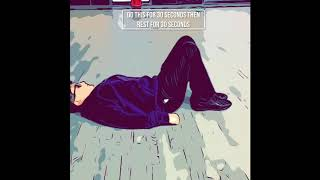 DO THIS FOR 30 SECONDS THEN
REST FOR 30 SECONDS